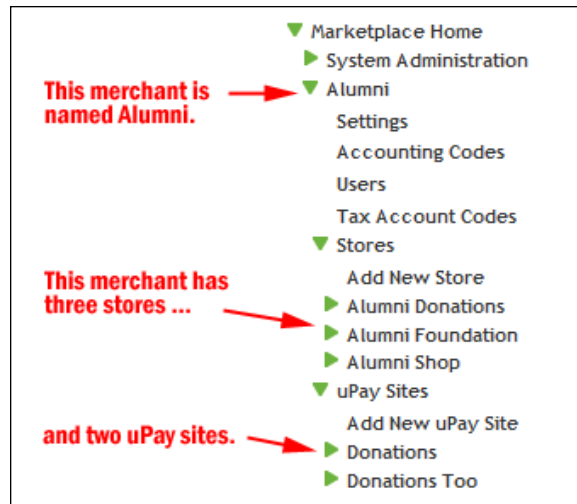 Marketplace Home
System Administration
This merchant is
named Alumni.
Alumni
Settings
Accounting Codes
Users
Tax Account Codes
Stores
This merchant has
three stores ...
Add New Store
Alumni Donations
Alumni Foundation
Alumni Shop
uPay Sites
Add New uPay Site
and two uPay sites.
Donations
Donations Too